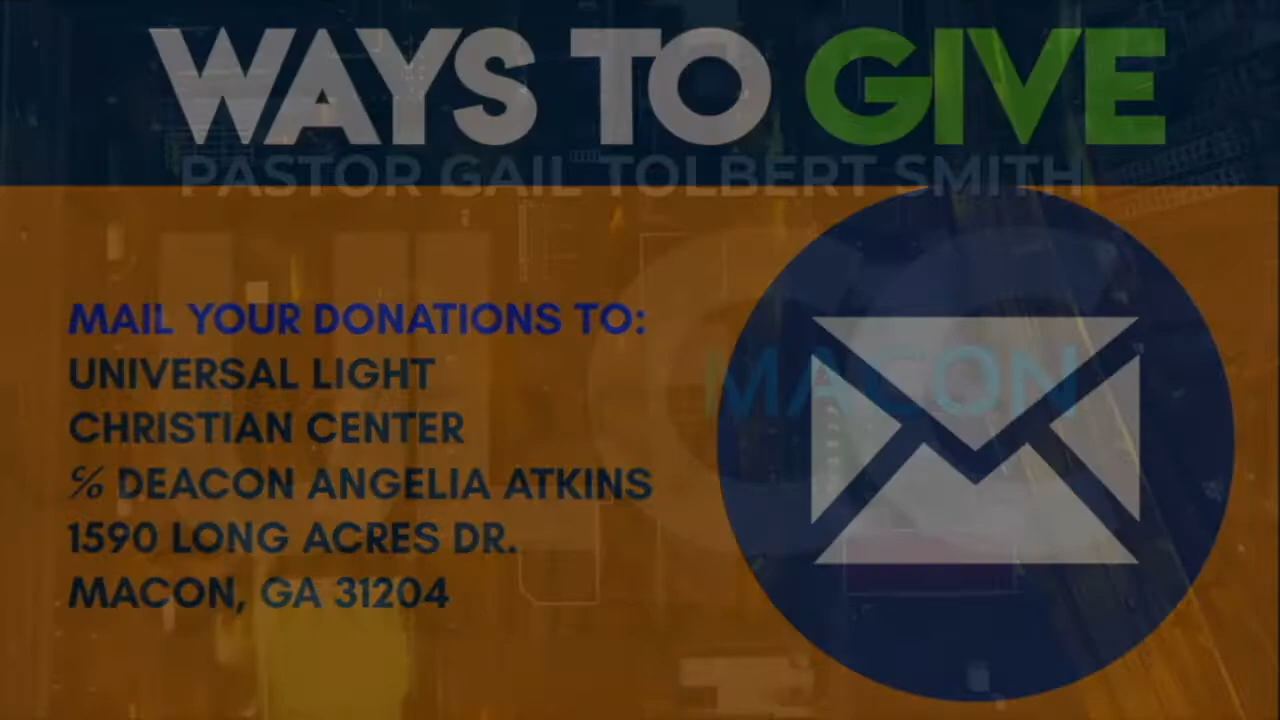 WAYS TO GIVE
PASTOR GAIL TOLBERT SMITH
MAIL YOUR DONATIONS TO:
UNIVERSAL LIGHT
CHRISTIAN CENTER
℅ DEACON ANGELIA ATKINS
1590 LONG ACRES DR.
MACON, GA 31204
MACON